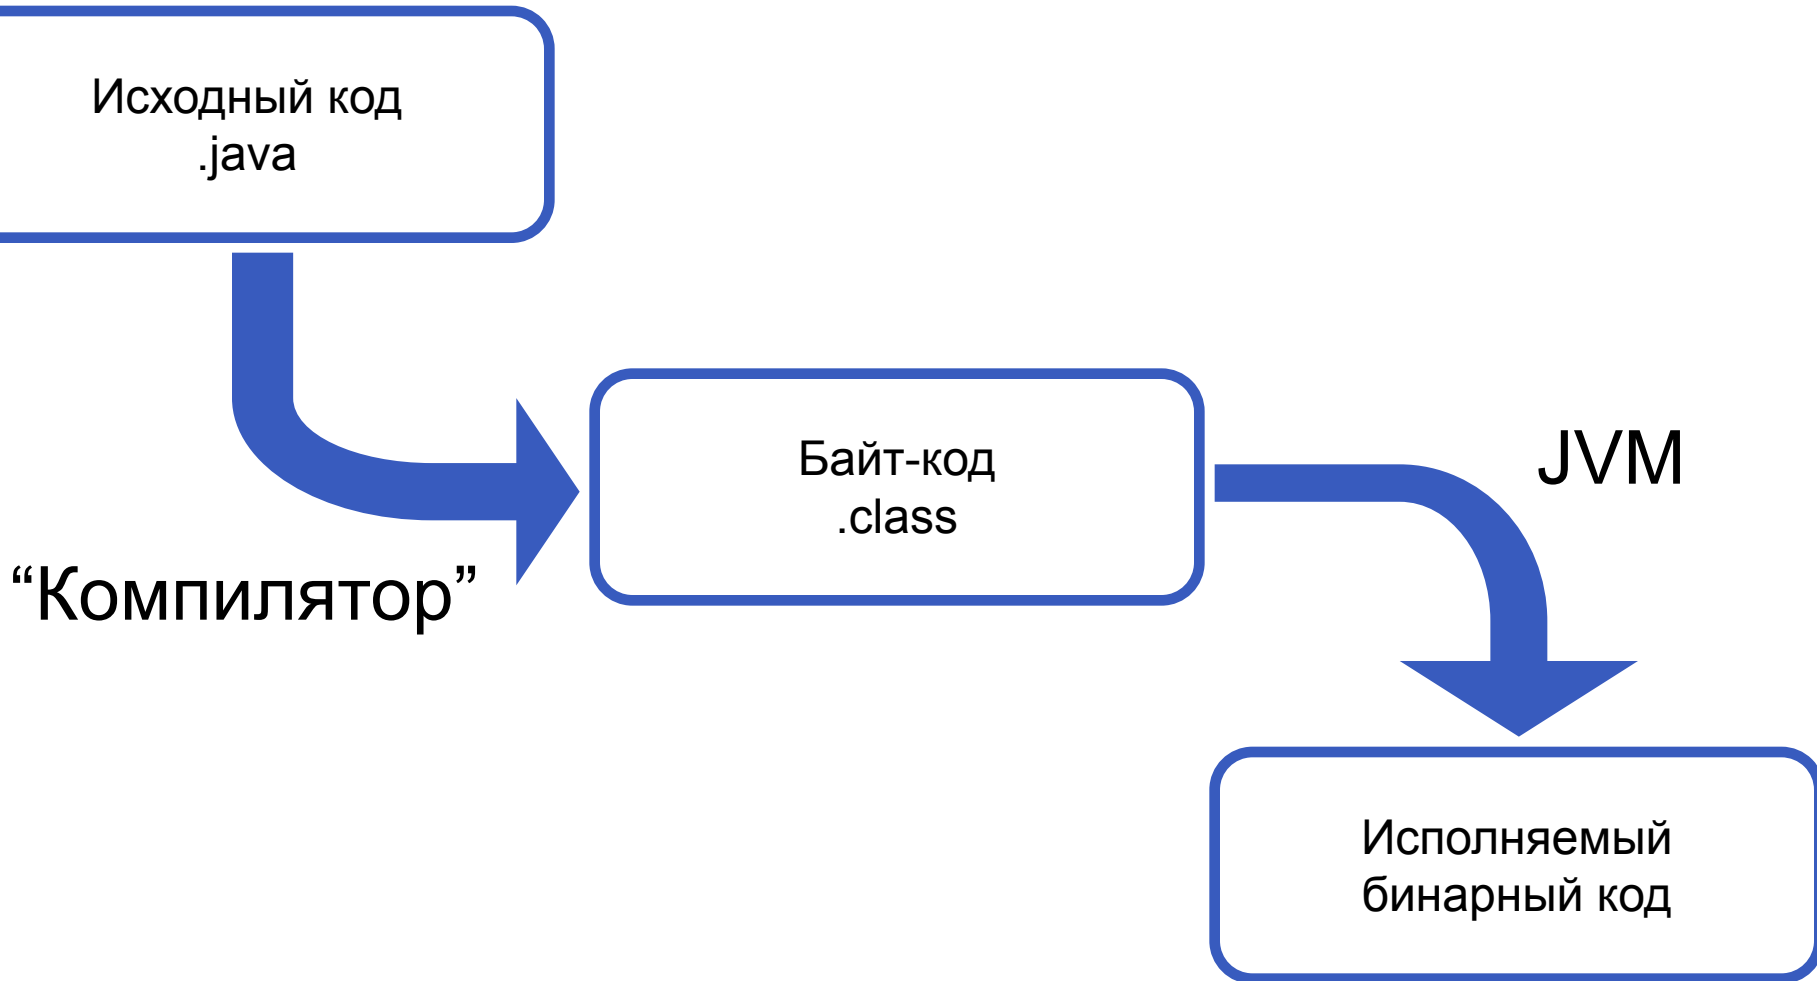 Исходный код
.java
Байт-код
.class
JVM
“Компилятор”
Исполняемый
бинарный код